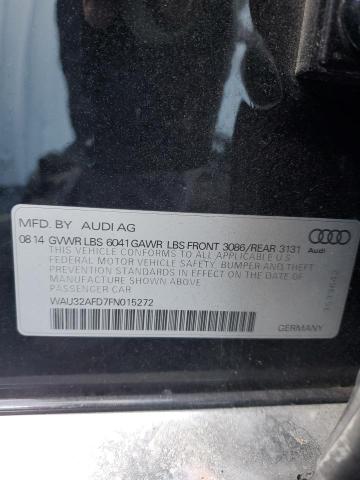 MFD. BY AUDI AG
08 14 GVWR LBS 6041 GAWR LBS FRONT 3086/REAR 3131
THIS VEHICLE CONFORMS TO ALL APPLICABLE U.S
FEDERAL MOTOR VEHICLE SAFETY, BUMPER AND THEFT
PREVENTION STANDARDS IN EFFECT ON THE DATE OF
MANUFACTURE SHOWN ABOVE.
PASSENGER CAR
Audi
WAU32AFD7FN015272
GERMANY